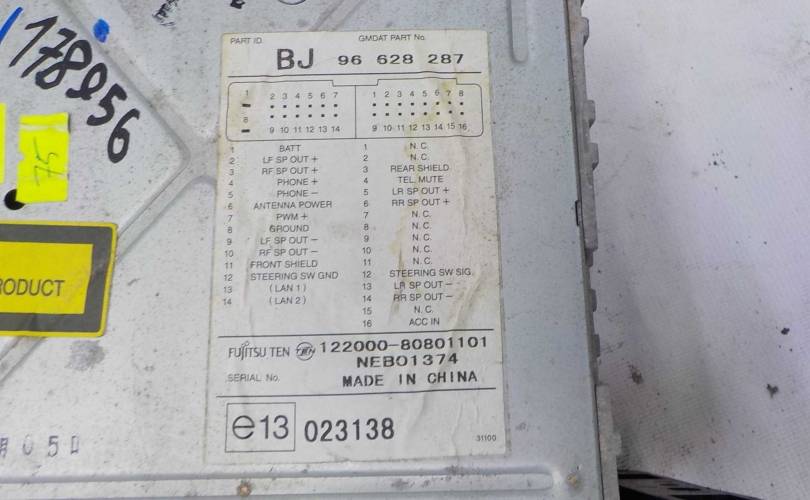 178956
75
RODUCT
050
PART ID. GMDAT PART No.
BJ 96 628 287
1 2 3 4 5 6 7 1 2 3 4 5 6 7 8
8 9 10 11 12 13 14 9 10 11 12 13 14 15 16
1 BATT 1 N.C.
2 LF SP OUT + 2 N.C.
3 RF SP OUT + 3 REAR SHIELD
4 PHONE + 4 TEL MUTE
5 PHONE − 5 LR SP OUT +
6 ANTENNA POWER 6 RR SP OUT +
7 PWM + 7 N.C.
8 GROUND 8 N.C.
9 LF SP OUT − 9 N.C.
10 RF SP OUT − 10 N.C.
11 FRONT SHIELD 11 N.C.
12 STEERING SW GND 12 STEERING SW SIG.
13 (LAN 1) 13 LR SP OUT −
14 (LAN 2) 14 RR SP OUT −
15 N.C.
16 ACC IN
FUJITSU TEN TEN 122000-80801101
NEB01374
SERIAL No. MADE IN CHINA
e13 023138
31100